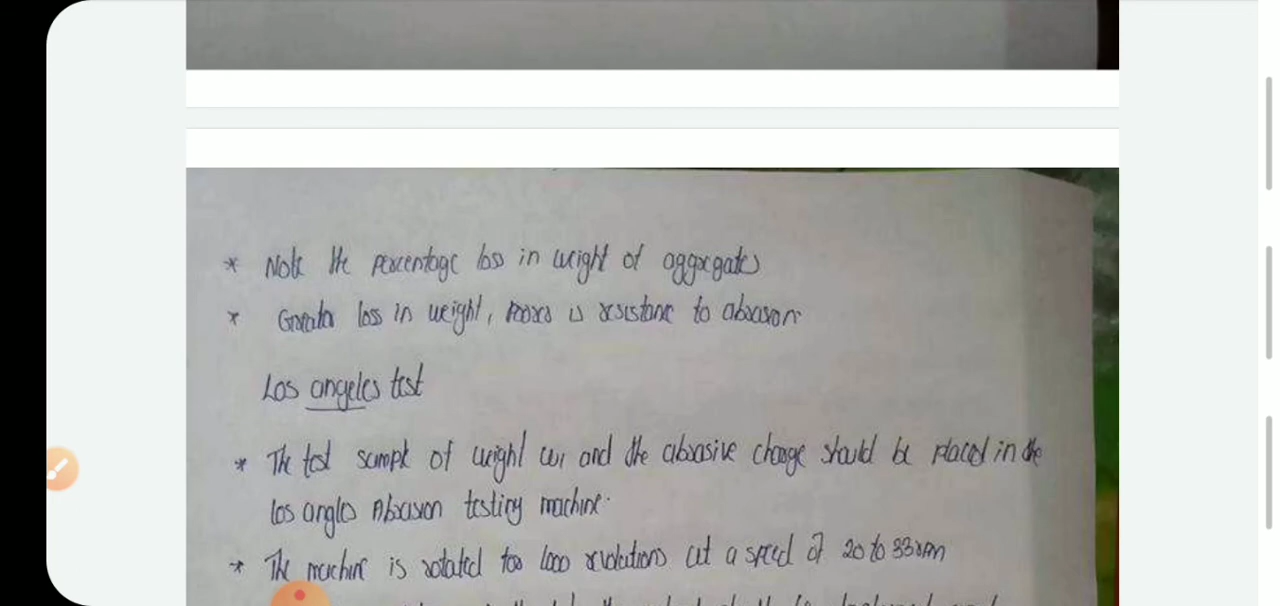 * Note the percentage loss in weight of aggregates
* Greater loss in weight, poorer is resistance to abrasion
Los angeles test
* The test sample of weight w1 and the abrasive charge should be placed in the
los angles Abrasion testing machine.
* The machine is rotated for 1000 revolutions at a speed of 20 to 33 rpm